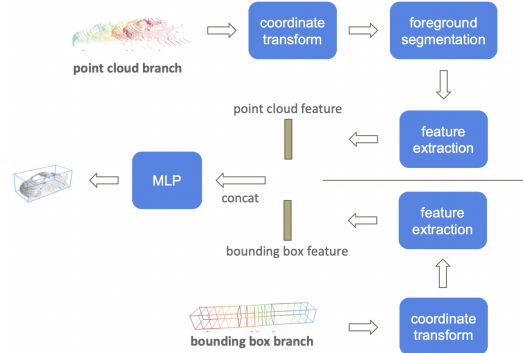 coordinate
transform
foreground
segmentation
point cloud branch
point cloud feature
feature
extraction
MLP
concat
feature
extraction
bounding box feature
coordinate
transform
bounding box branch